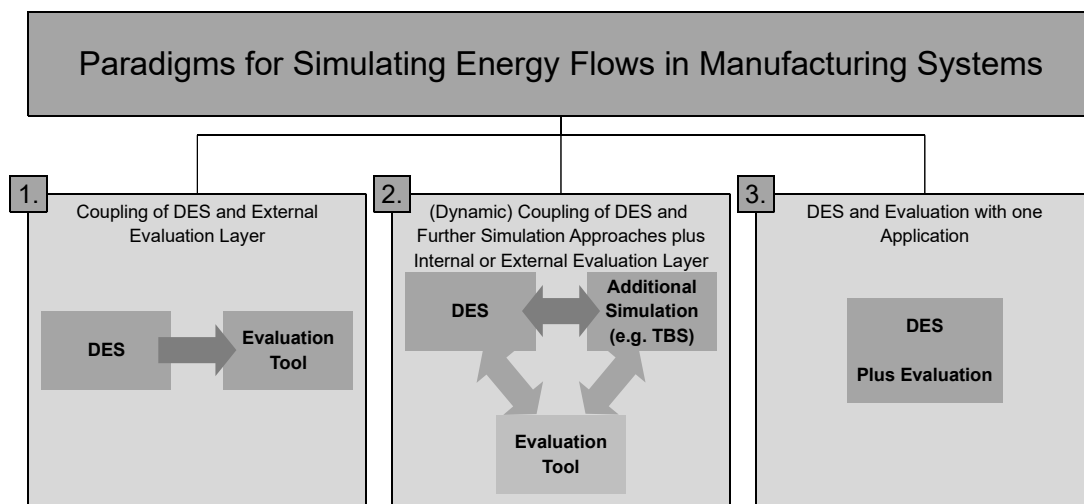 Paradigms for Simulating Energy Flows in Manufacturing Systems
1.
Coupling of DES and External
Evaluation Layer
DES
Evaluation
Tool
2.
(Dynamic) Coupling of DES and
Further Simulation Approaches plus
Internal or External Evaluation Layer
DES
Additional
Simulation
(e.g. TBS)
Evaluation
Tool
3.
DES and Evaluation with one
Application
DES
Plus Evaluation